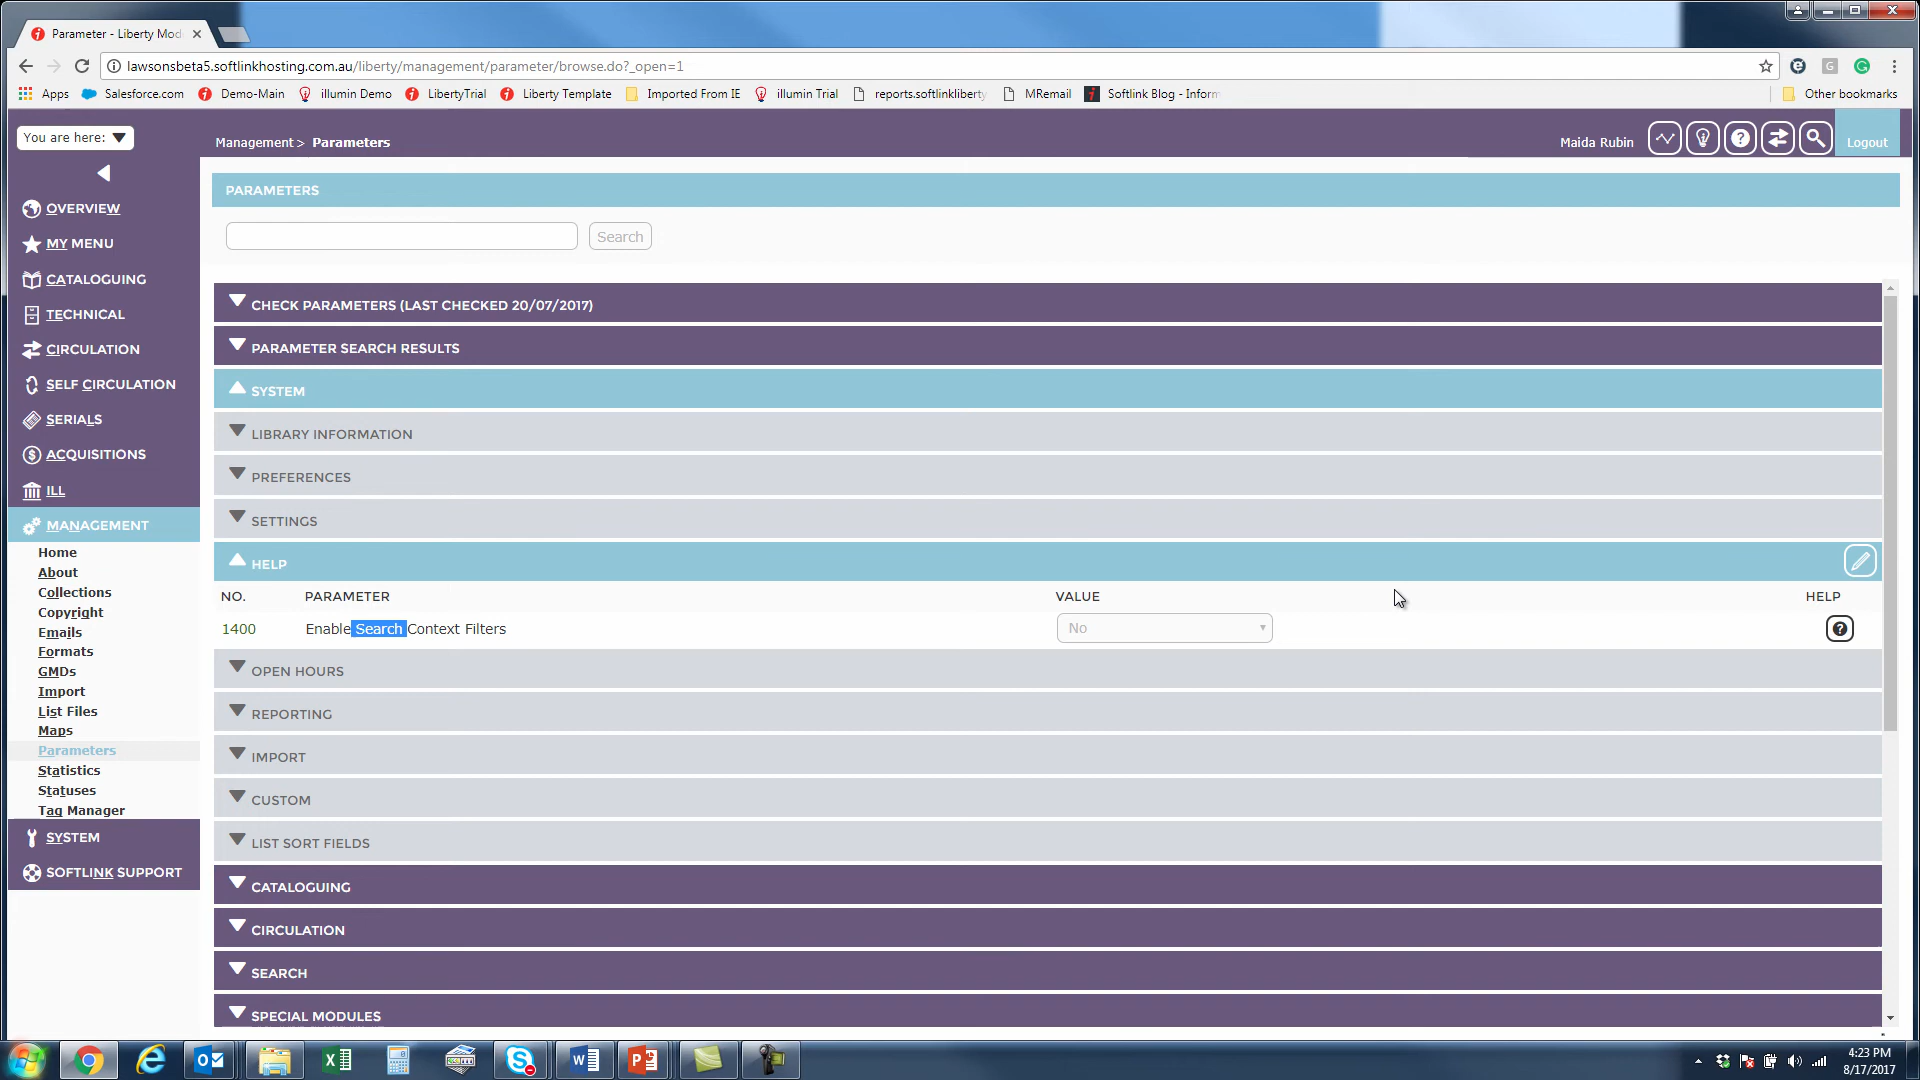 Parameter - Liberty Mod
lawsonsbeta5.softlinkhosting.com.au/liberty/management/parameter/browse.do?_open=1
Apps Salesforce.com Demo-Main illumin Demo LibertyTrial Liberty Template Imported From IE illumin Trial reports.softlinkliberty MRemail Softlink Blog - Inform Other bookmarks
You are here:
Management > Parameters
Maida Rubin
Logout
OVERVIEW
MY MENU
CATALOGUING
TECHNICAL
CIRCULATION
SELF CIRCULATION
SERIALS
ACQUISITIONS
ILL
MANAGEMENT
Home
About
Collections
Copyright
Emails
Formats
GMDs
Import
List Files
Maps
Parameters
Statistics
Statuses
Tag Manager
SYSTEM
SOFTLINK SUPPORT
PARAMETERS
Search
CHECK PARAMETERS (LAST CHECKED 20/07/2017)
PARAMETER SEARCH RESULTS
SYSTEM
LIBRARY INFORMATION
PREFERENCES
SETTINGS
HELP
NO. PARAMETER VALUE HELP
1400 Enable Search Context Filters No
OPEN HOURS
REPORTING
IMPORT
CUSTOM
LIST SORT FIELDS
CATALOGUING
CIRCULATION
SEARCH
SPECIAL MODULES
4:23 PM
8/17/2017